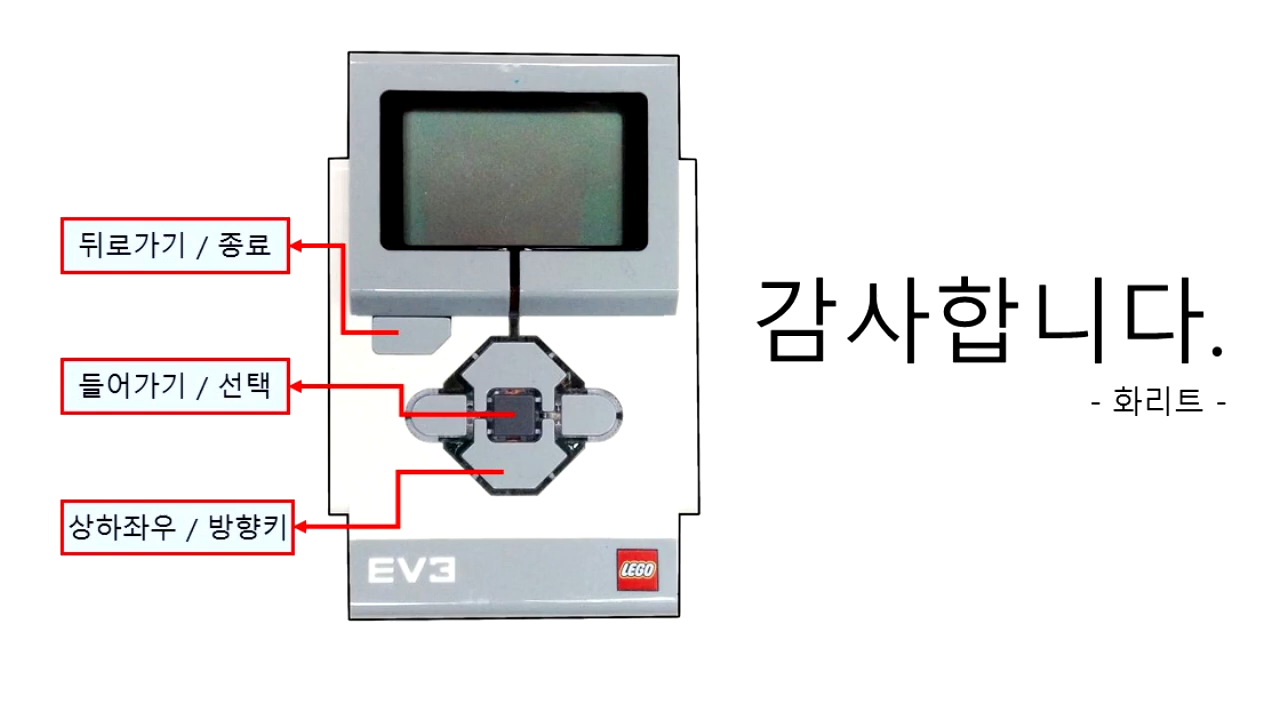 뒤로가기 / 종료
들어가기 / 선택
상하좌우 / 방향키
EV3
LEGO
감사합니다.
- 화리트 -